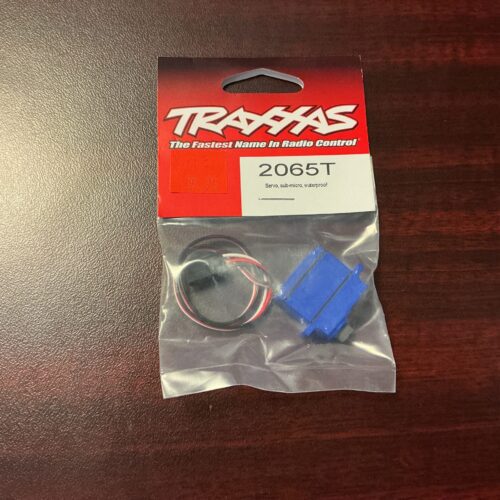 TRAXXAS
The Fastest Name In Radio Control
2065T
Servo, sub-micro, waterproof